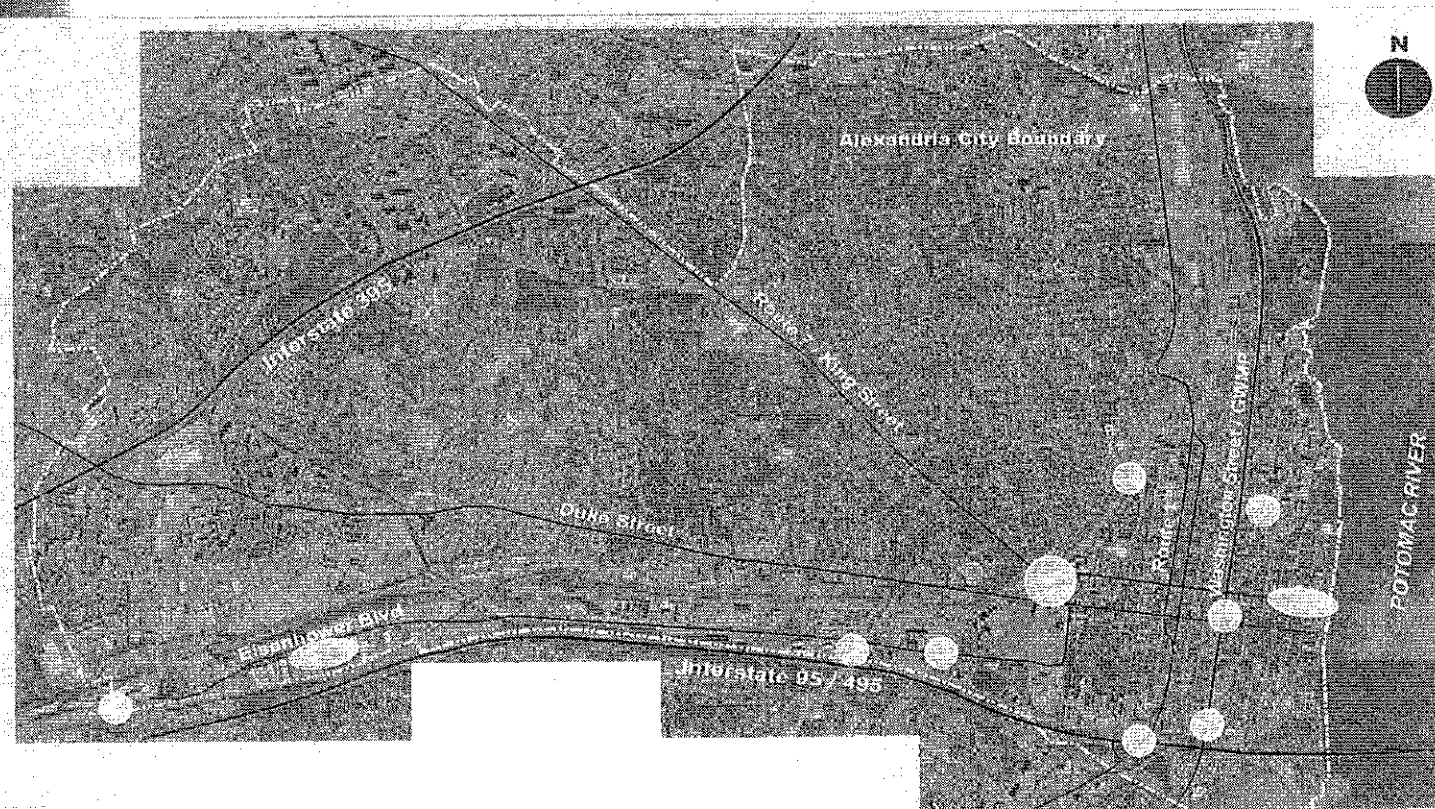 N
Alexandria City Boundary
Interstate 395
Route 7 - King Street
Washington Street / GWMP
POTOMAC RIVER
Route 1
Duke Street
Eisenhower Blvd
Interstate 95 / 495